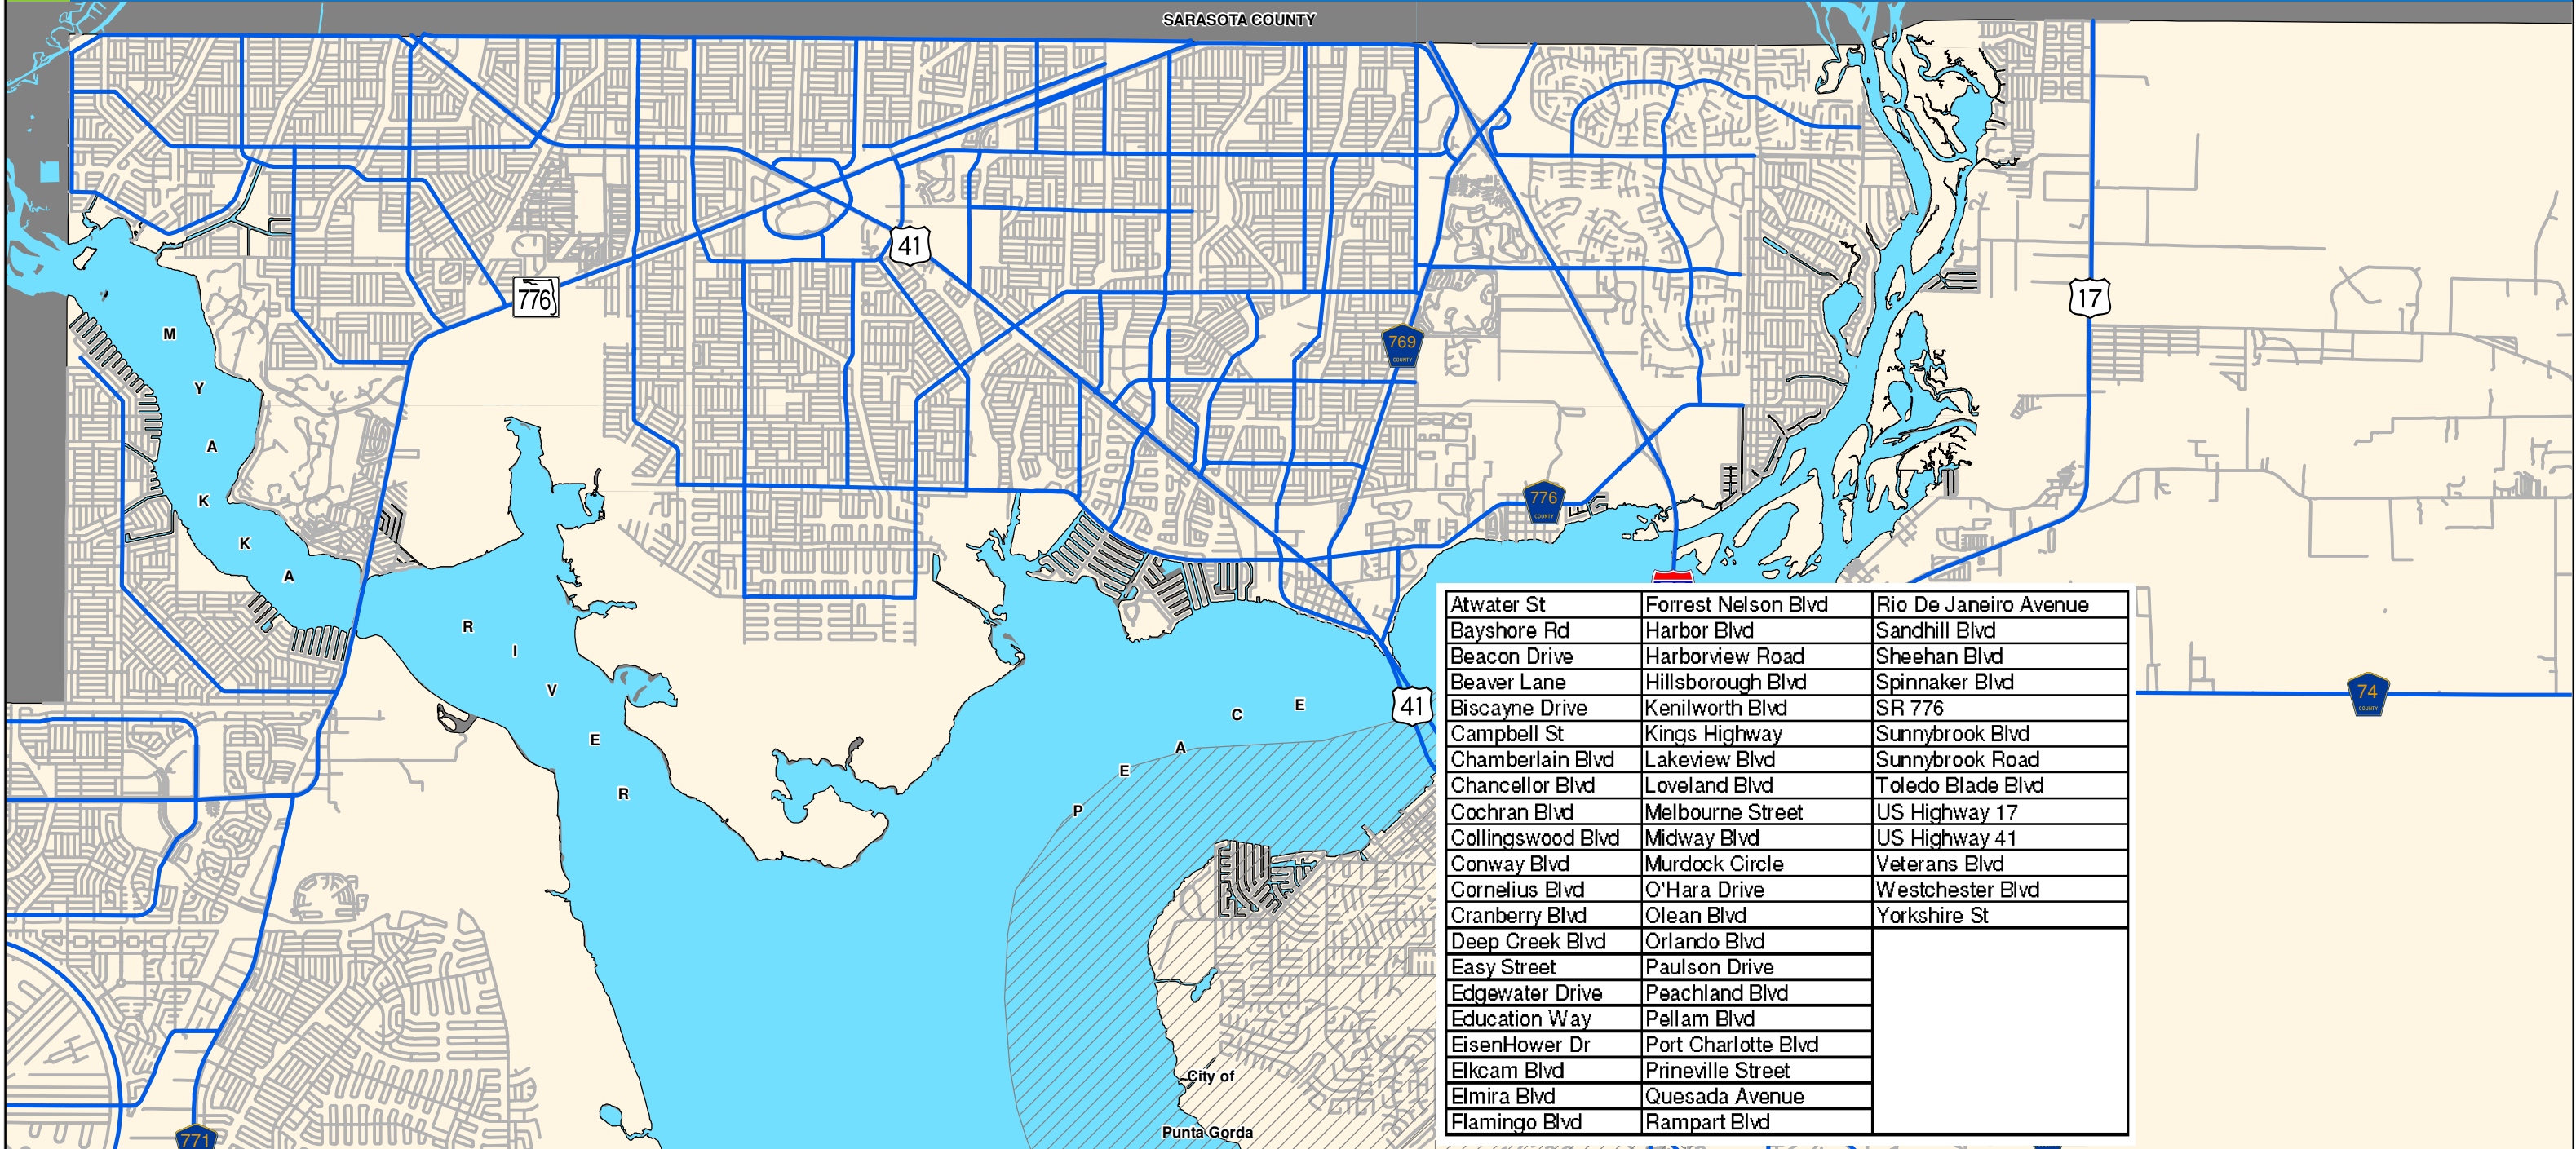 SARASOTA COUNTY
41
776
17
769
COUNTY
M
Y
A
K
K
A
776
COUNTY
R
I
V
E
R
41
74
COUNTY
P
E
A
C
E
Atwater St Forrest Nelson Blvd Rio De Janeiro Avenue
Bayshore Rd Harbor Blvd Sandhill Blvd
Beacon Drive Harborview Road Sheehan Blvd
Beaver Lane Hillsborough Blvd Spinnaker Blvd
Biscayne Drive Kenilworth Blvd SR 776
Campbell St Kings Highway Sunnybrook Blvd
Chamberlain Blvd Lakeview Blvd Sunnybrook Road
Chancellor Blvd Loveland Blvd Toledo Blade Blvd
Cochran Blvd Melbourne Street US Highway 17
Collingswood Blvd Midway Blvd US Highway 41
Conway Blvd Murdock Circle Veterans Blvd
Cornelius Blvd O'Hara Drive Westchester Blvd
Cranberry Blvd Olean Blvd Yorkshire St
Deep Creek Blvd Orlando Blvd
Easy Street Paulson Drive
Edgewater Drive Peachland Blvd
Education Way Pellam Blvd
EisenHower Dr Port Charlotte Blvd
Elkcam Blvd Prineville Street
Elmira Blvd Quesada Avenue
Flamingo Blvd Rampart Blvd
City of
Punta Gorda
771